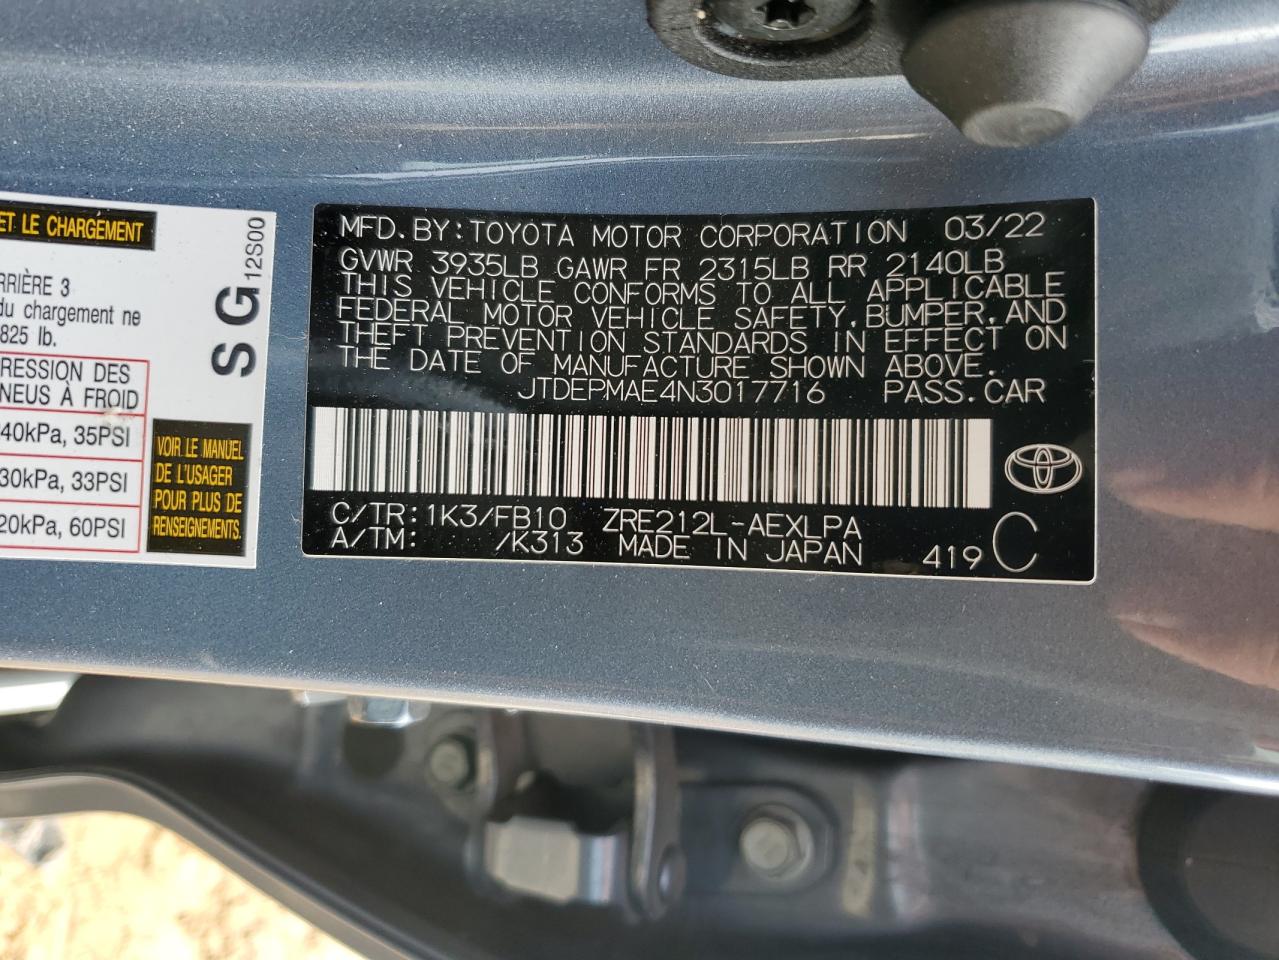 ET LE CHARGEMENT
RRIÈRE 3
du chargement ne
825 lb.
RESSION DES
NEUS À FROID
40kPa, 35PSI
30kPa, 33PSI
20kPa, 60PSI
S G 12S00
VOIR LE MANUEL
DE L'USAGER
POUR PLUS DE
RENSEIGNEMENTS.
MFD. BY: TOYOTA MOTOR CORPORATION 03/22
GVWR 3935LB GAWR FR 2315LB RR 2140LB
THIS VEHICLE CONFORMS TO ALL APPLICABLE
FEDERAL MOTOR VEHICLE SAFETY, BUMPER, AND
THEFT PREVENTION STANDARDS IN EFFECT ON
THE DATE OF MANUFACTURE SHOWN ABOVE.
JTDEPMAE4N3017716 PASS. CAR
C/TR: 1K3/FB10 ZRE212L-AEXLPA
A/TM: /K313 MADE IN JAPAN 419 C